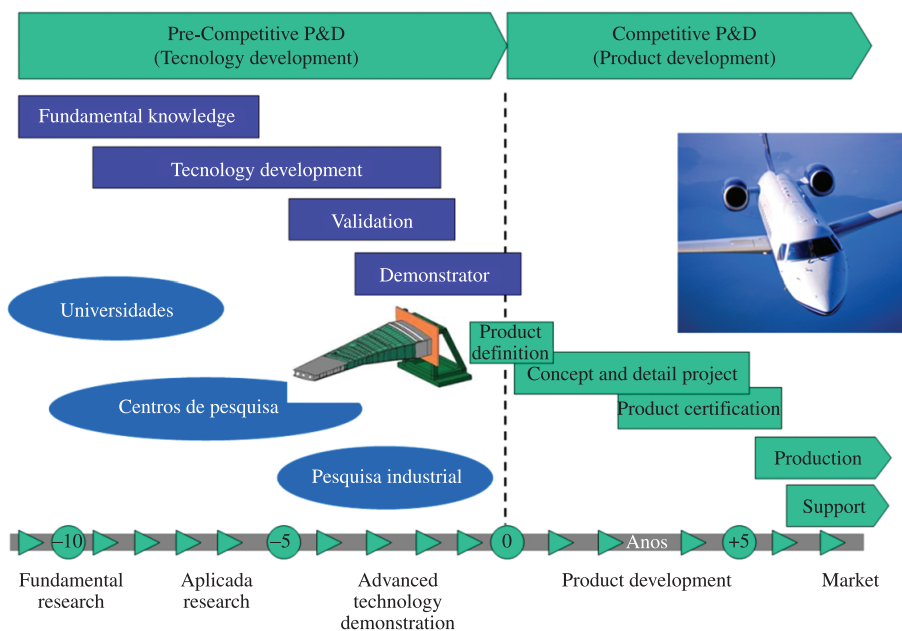 Pre-Competitive P&D
(Tecnology development)
Competitive P&D
(Product development)
Fundamental knowledge
Tecnology development
Validation
Demonstrator
Universidades
Product
definition
Concept and detail project
Centros de pesquisa
Product certification
Pesquisa industrial
Production
Support
–10
–5
0
Anos
+5
Fundamental
research
Aplicada
research
Advanced
technology
demonstration
Product development
Market